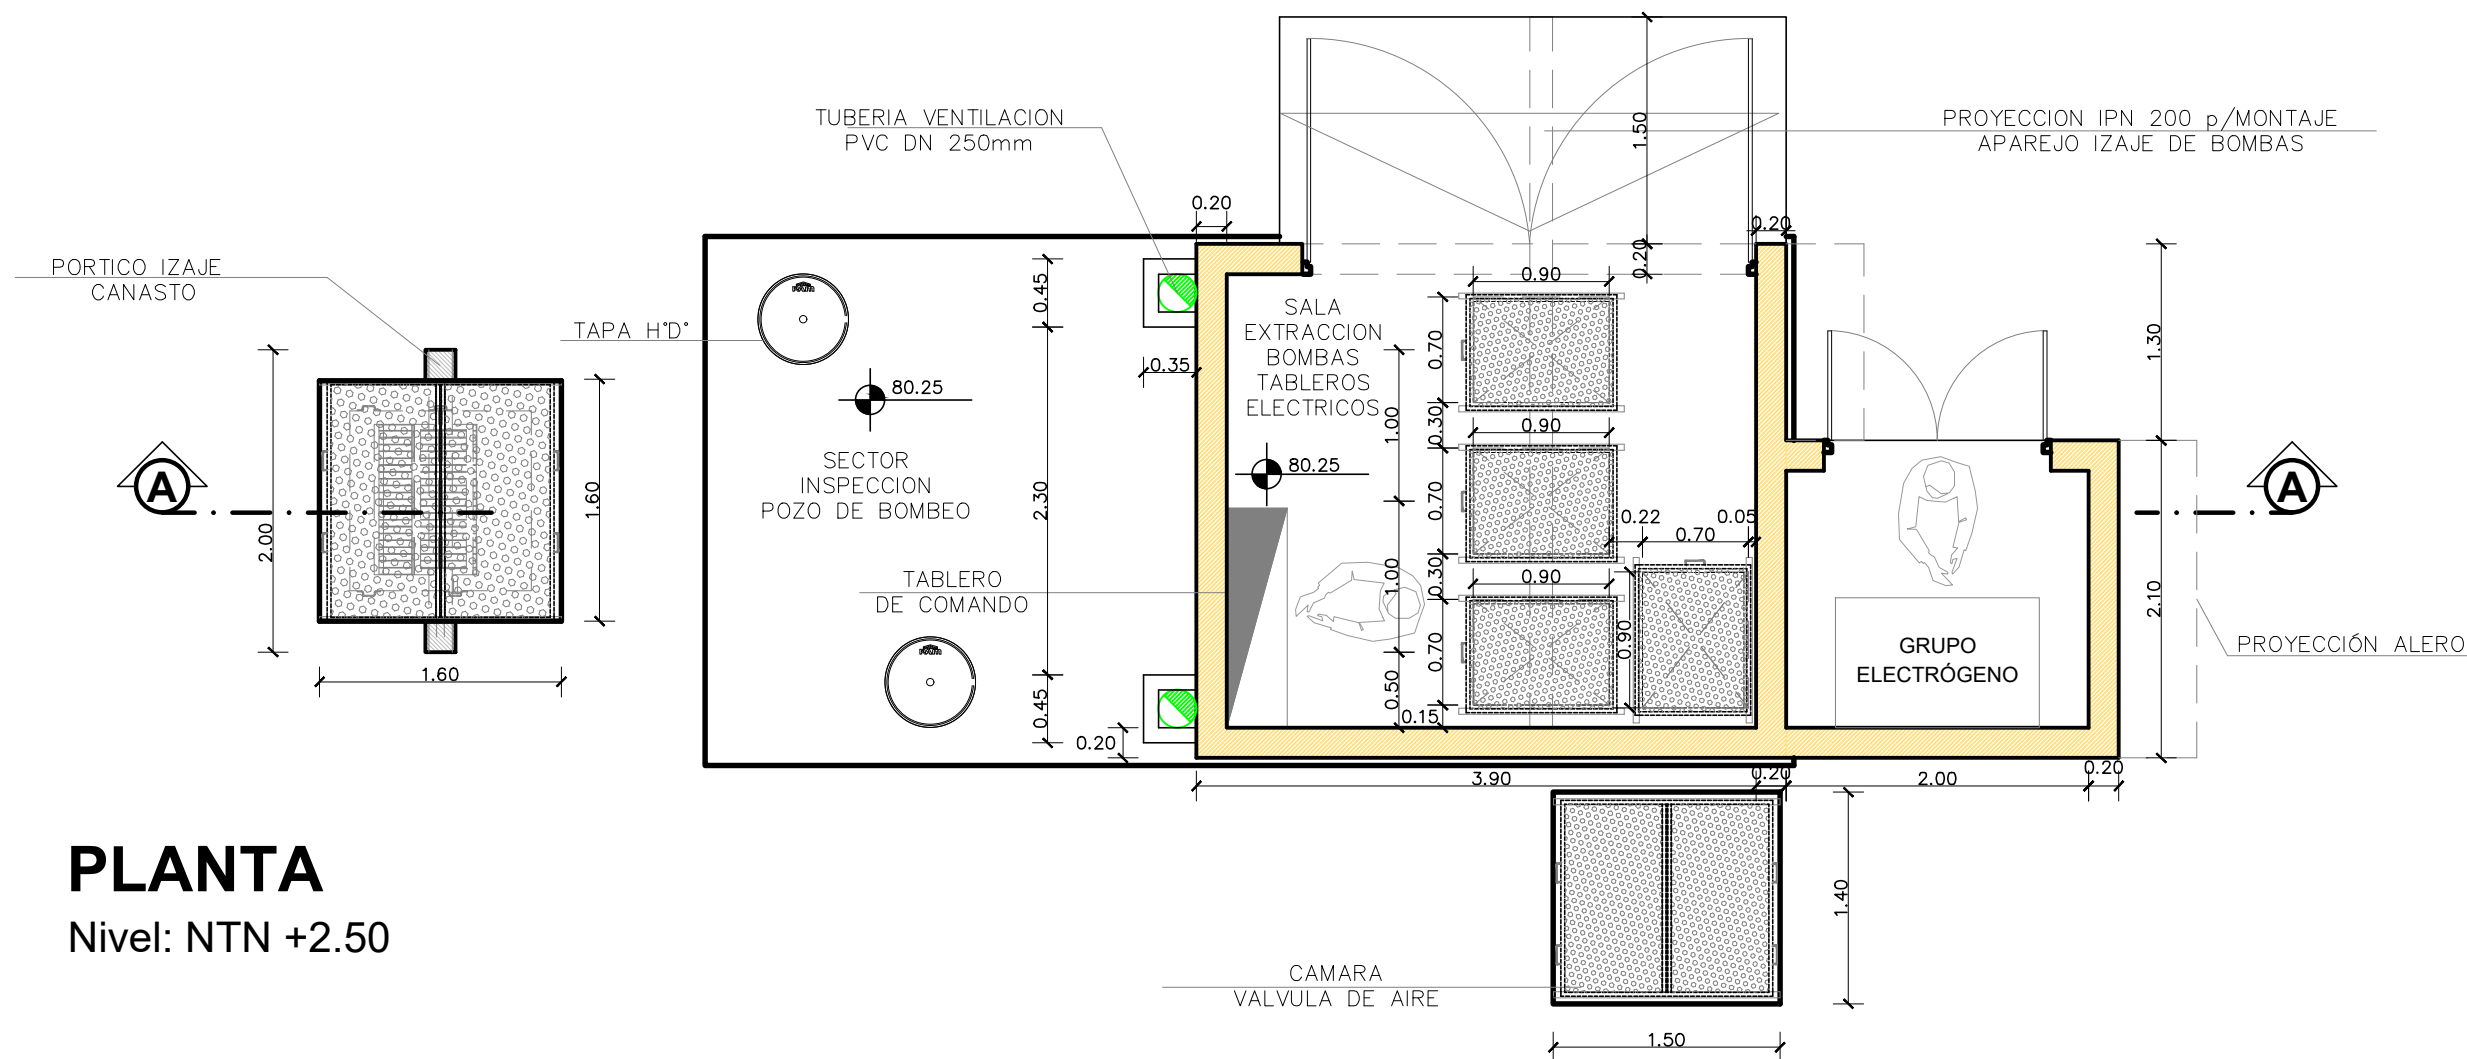 TUBERIA VENTILACION
PVC DN 250mm
PROYECCION IPN 200 p/MONTAJE
APAREJO IZAJE DE BOMBAS
1.50
0.20
0.20
0.20
PORTICO IZAJE
CANASTO
TAPA H°D°
0.45
0.35
80.25
SALA
EXTRACCION
BOMBAS
TABLEROS
ELECTRICOS
0.90
0.70
1.00
0.30
0.90
1.30
A
2.00
1.60
1.60
SECTOR
INSPECCION
POZO DE BOMBEO
2.30
80.25
0.70
0.22
0.70
0.05
A
TABLERO
DE COMANDO
1.00
0.30
0.90
0.90
0.70
0.50
0.15
0.45
0.20
GRUPO
ELECTRÓGENO
2.10
PROYECCIÓN ALERO
3.90
0.20
2.00
0.20
PLANTA
Nivel: NTN +2.50
1.40
CAMARA
VALVULA DE AIRE
1.50